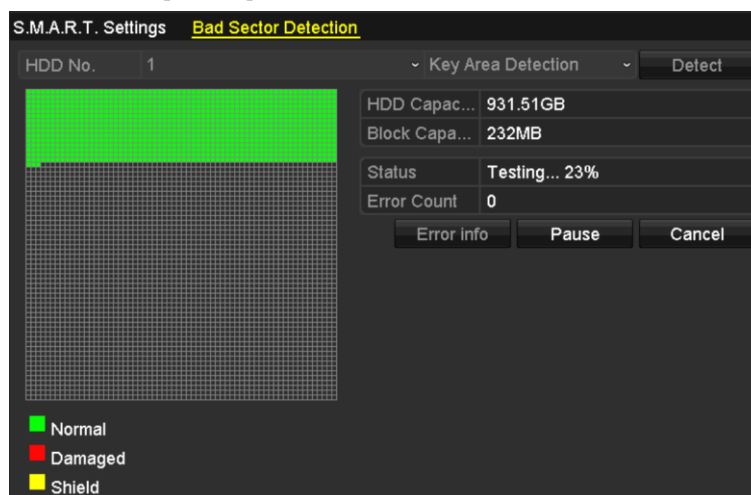 S.M.A.R.T. Settings Bad Sector Detection
HDD No. 1 Key Area Detection Detect
HDD Capac... 931.51GB
Block Capa... 232MB
Status Testing... 23%
Error Count 0
Error info Pause Cancel
Normal
Damaged
Shield